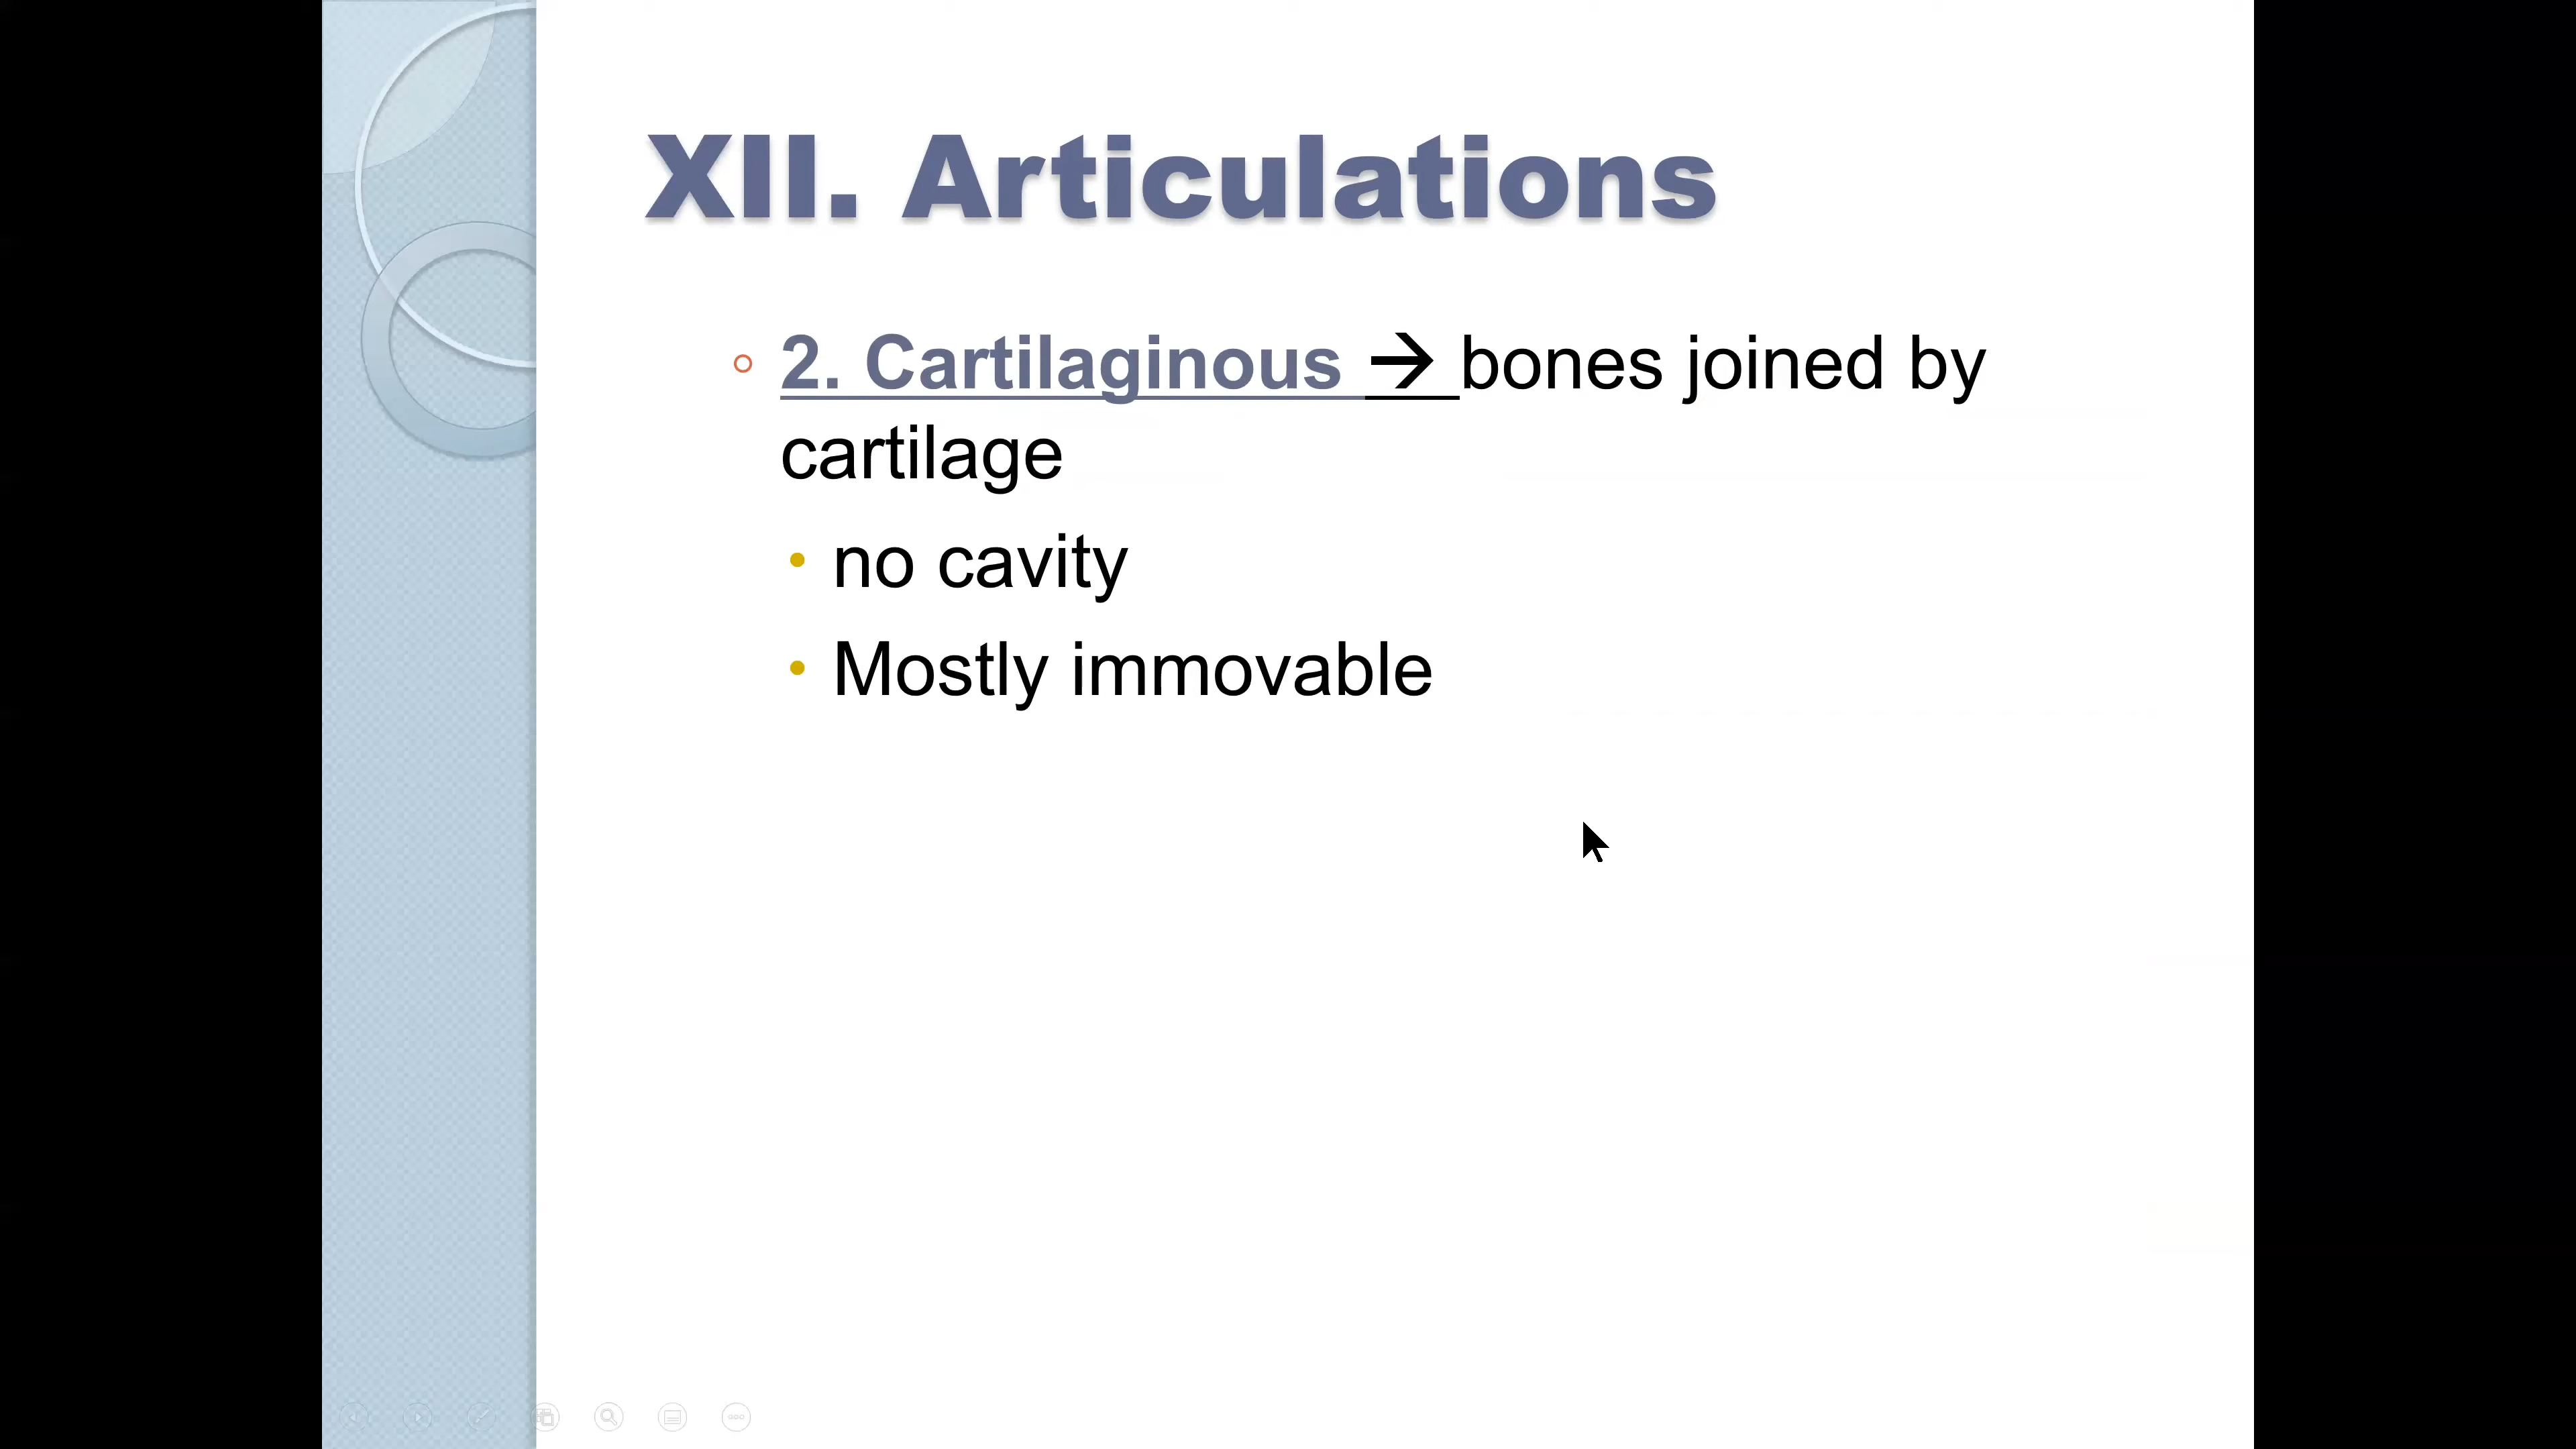 XII. Articulations
2. Cartilaginous → bones joined by
cartilage
no cavity
Mostly immovable